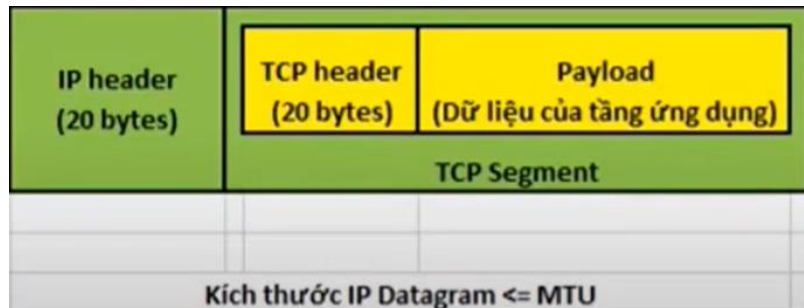 IP header
(20 bytes)
TCP header
(20 bytes)
Payload
(Dữ liệu của tầng ứng dụng)
TCP Segment
Kích thước IP Datagram <= MTU